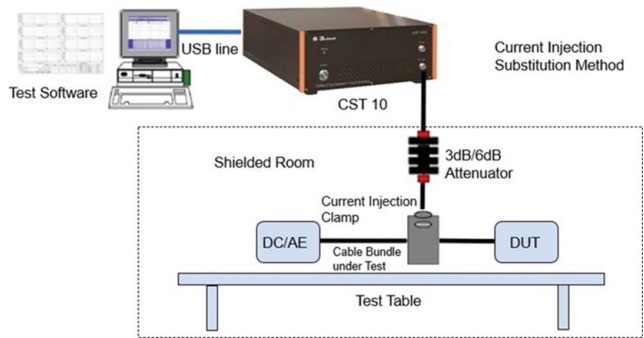 USB line
Test Software
CST 10
Current Injection
Substitution Method
Shielded Room
3dB/6dB
Attenuator
Current Injection
Clamp
DC/AE
Cable Bundle
under Test
DUT
Test Table